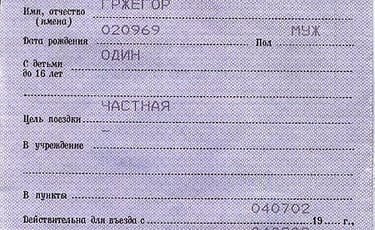 ГРЖЕГОР
Имя, отчество
(имена)
020969 МУЖ
Дата рождения Пол
ОДИН
С детьми
до 16 лет
ЧАСТНАЯ
Цель поездки
–
В учреждение
В пункты
040702
Действительна для въезда с 19 г.,